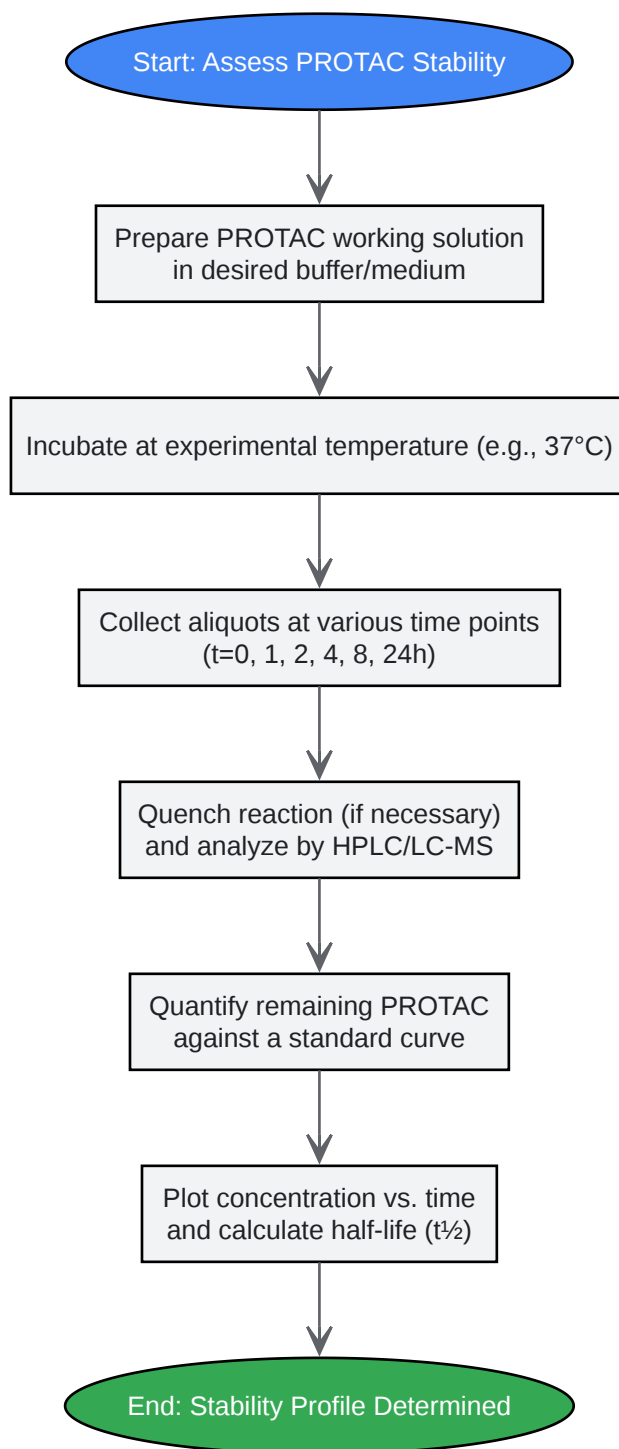 Start: Assess PROTAC Stability
Prepare PROTAC working solution
in desired buffer/medium
Incubate at experimental temperature (e.g., 37°C)
Collect aliquots at various time points
(t=0, 1, 2, 4, 8, 24h)
Quench reaction (if necessary)
and analyze by HPLC/LC-MS
Quantify remaining PROTAC
against a standard curve
Plot concentration vs. time
and calculate half-life (t½)
End: Stability Profile Determined